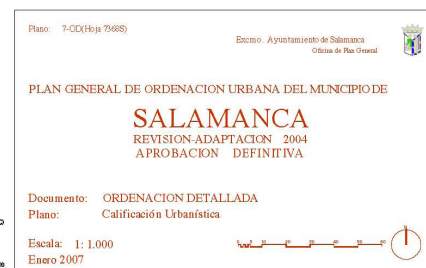 Plano: 7-OD(Hoja 7368S)
Excmo. Ayuntamiento de Salamanca
Oficina de Plan General
PLAN GENERAL DE ORDENACION URBANA DEL MUNICIPIO DE
SALAMANCA
REVISION-ADAPTACION 2004
APROBACION DEFINITIVA
Documento: ORDENACION DETALLADA
Plano: Calificación Urbanística
Escala: 1: 1.000
Enero 2007